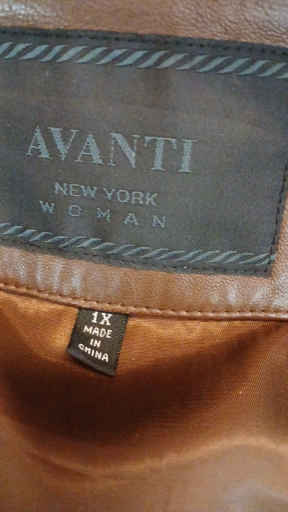 AVANTI
NEW YORK
WOMAN
1X
MADE
IN
CHINA